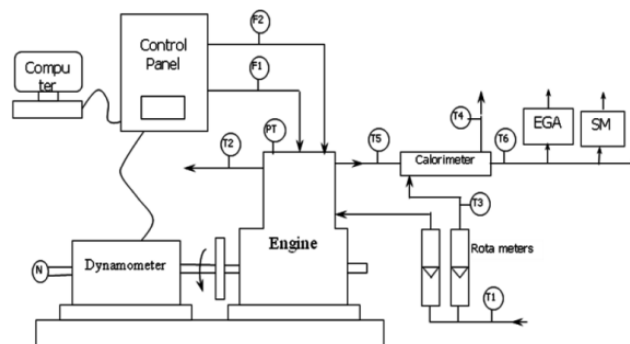 F2
Control
Panel
F1
Compu
ter
T2
PT
T5
T4
T6
EGA
SM
Calorimeter
T3
Engine
Rota meters
N
Dynamometer
T1